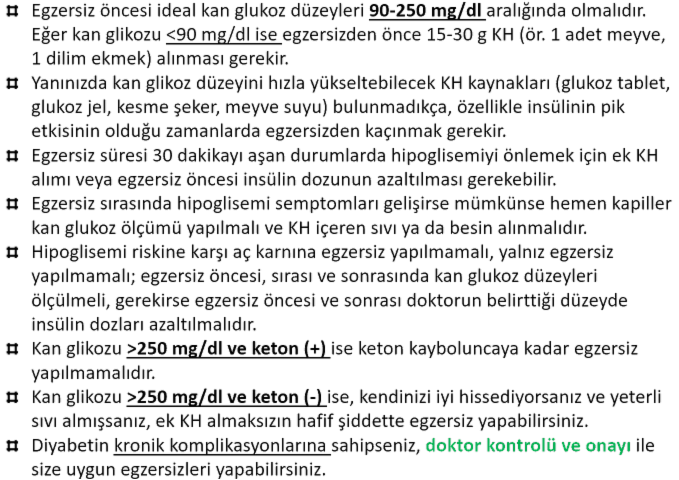 ¤ Egzersiz öncesi ideal kan glukoz düzeyleri 90-250 mg/dl aralığında olmalıdır.
Eğer kan glikozu <90 mg/dl ise egzersizden önce 15-30 g KH (ör. 1 adet meyve,
1 dilim ekmek) alınması gerekir.
¤ Yanınızda kan glikoz düzeyini hızla yükseltebilecek KH kaynakları (glukoz tablet,
glukoz jel, kesme şeker, meyve suyu) bulunmadıkça, özellikle insülinin pik
etkisinin olduğu zamanlarda egzersizden kaçınmak gerekir.
¤ Egzersiz süresi 30 dakikayı aşan durumlarda hipoglisemiyi önlemek için ek KH
alımı veya egzersiz öncesi insülin dozunun azaltılması gerekebilir.
¤ Egzersiz sırasında hipoglisemi semptomları gelişirse mümkünse hemen kapiller
kan glukoz ölçümü yapılmalı ve KH içeren sıvı ya da besin alınmalıdır.
¤ Hipoglisemi riskine karşı aç karnına egzersiz yapılmamalı, yalnız egzersiz
yapılmamalı; egzersiz öncesi, sırası ve sonrasında kan glukoz düzeyleri
ölçülmeli, gerekirse egzersiz öncesi ve sonrası doktorun belirttiği düzeyde
insülin dozları azaltılmalıdır.
¤ Kan glikozu >250 mg/dl ve keton (+) ise keton kayboluncaya kadar egzersiz
yapılmamalıdır.
¤ Kan glikozu >250 mg/dl ve keton (-) ise, kendinizi iyi hissediyorsanız ve yeterli
sıvı almışsanız, ek KH almaksızın hafif şiddette egzersiz yapabilirsiniz.
¤ Diyabetin kronik komplikasyonlarına sahipseniz, doktor kontrolü ve onayı ile
size uygun egzersizleri yapabilirsiniz.